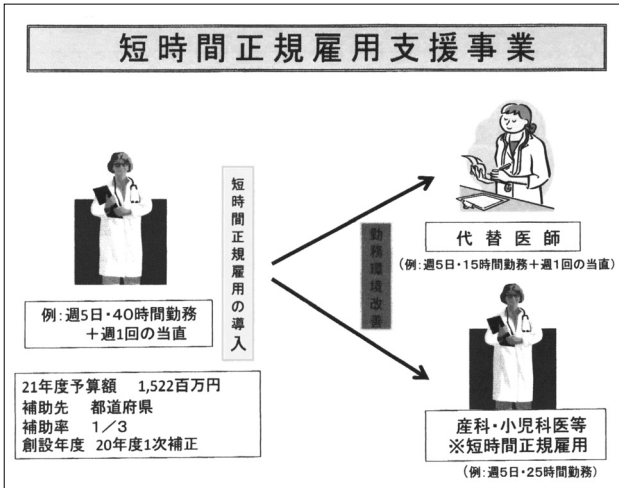 短時間正規雇用支援事業
短時間正規雇用の導入
勤務環境改善
代替医師
(例:週5日・15時間勤務+週1回の当直)
例:週5日・40時間勤務
+週1回の当直
21年度予算額 1,522百万円
補助先 都道府県
補助率 1/3
創設年度 20年度1次補正
産科・小児科医等
※短時間正規雇用
(例:週5日・25時間勤務)